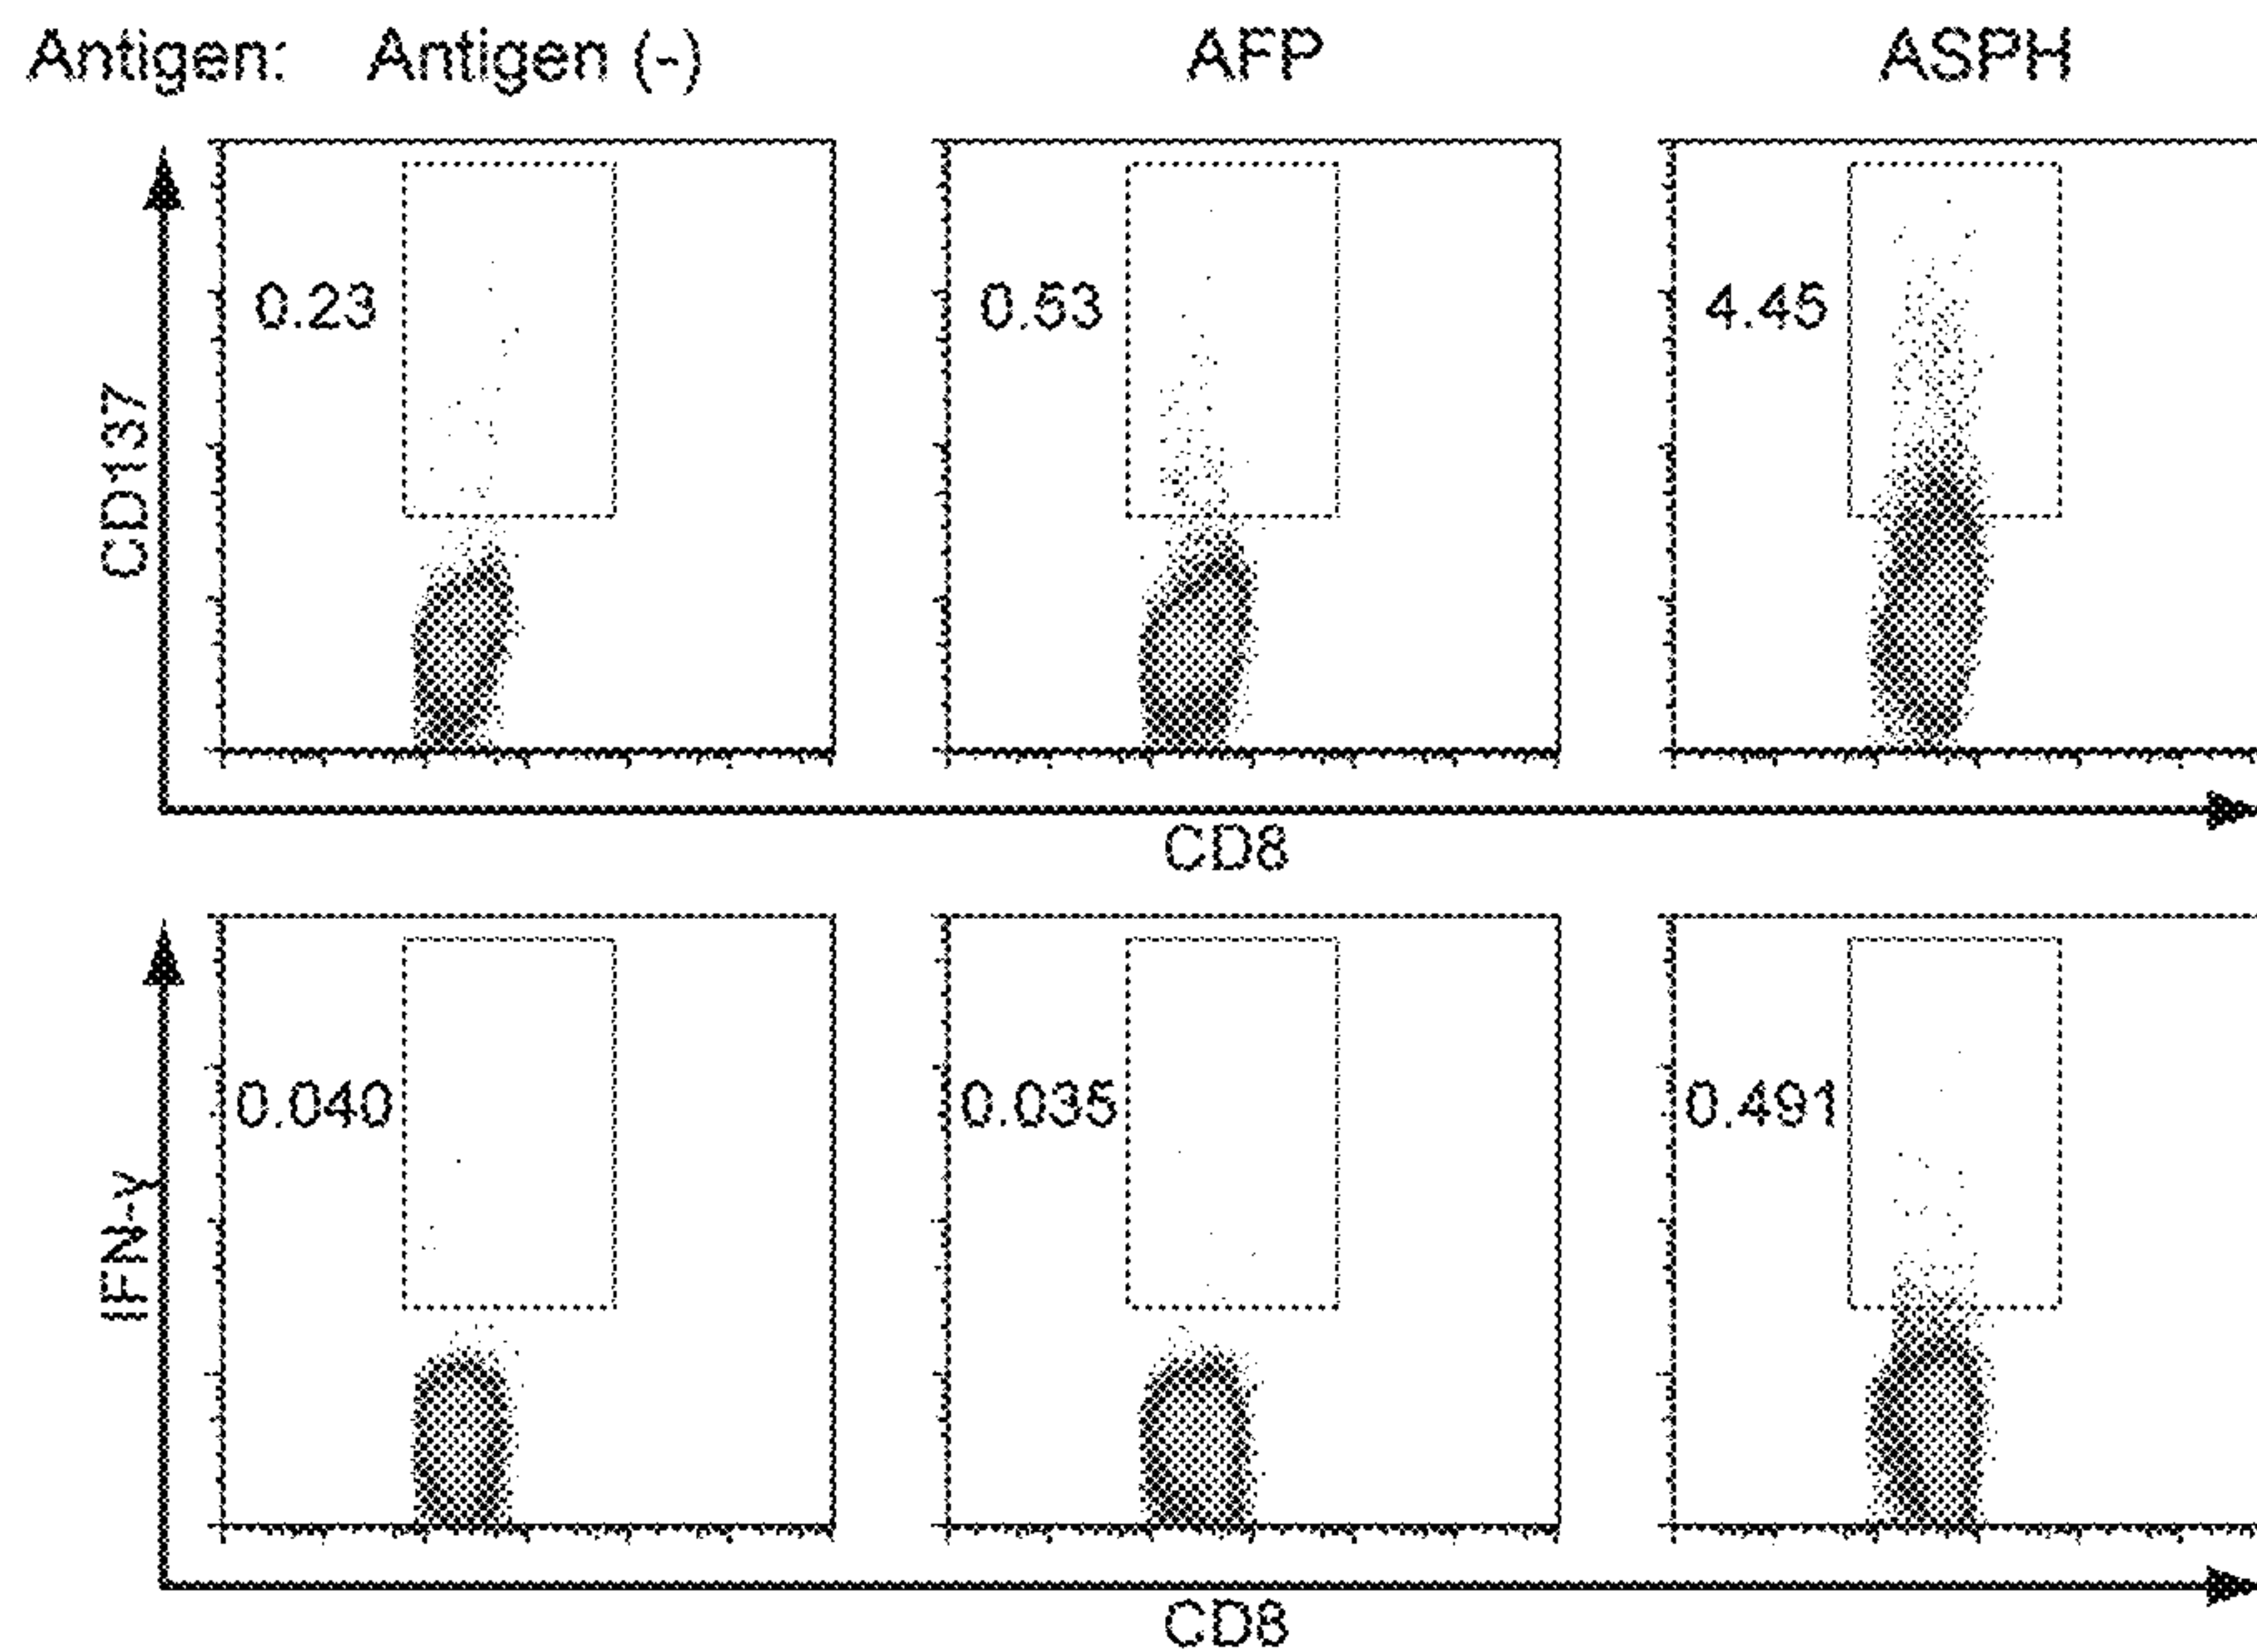 Antigen: Antigen (-) AFP ASPH
CD137
0.23 0.53 4.45
CD8
IFN-γ
0.040 0.035 0.491
CD8